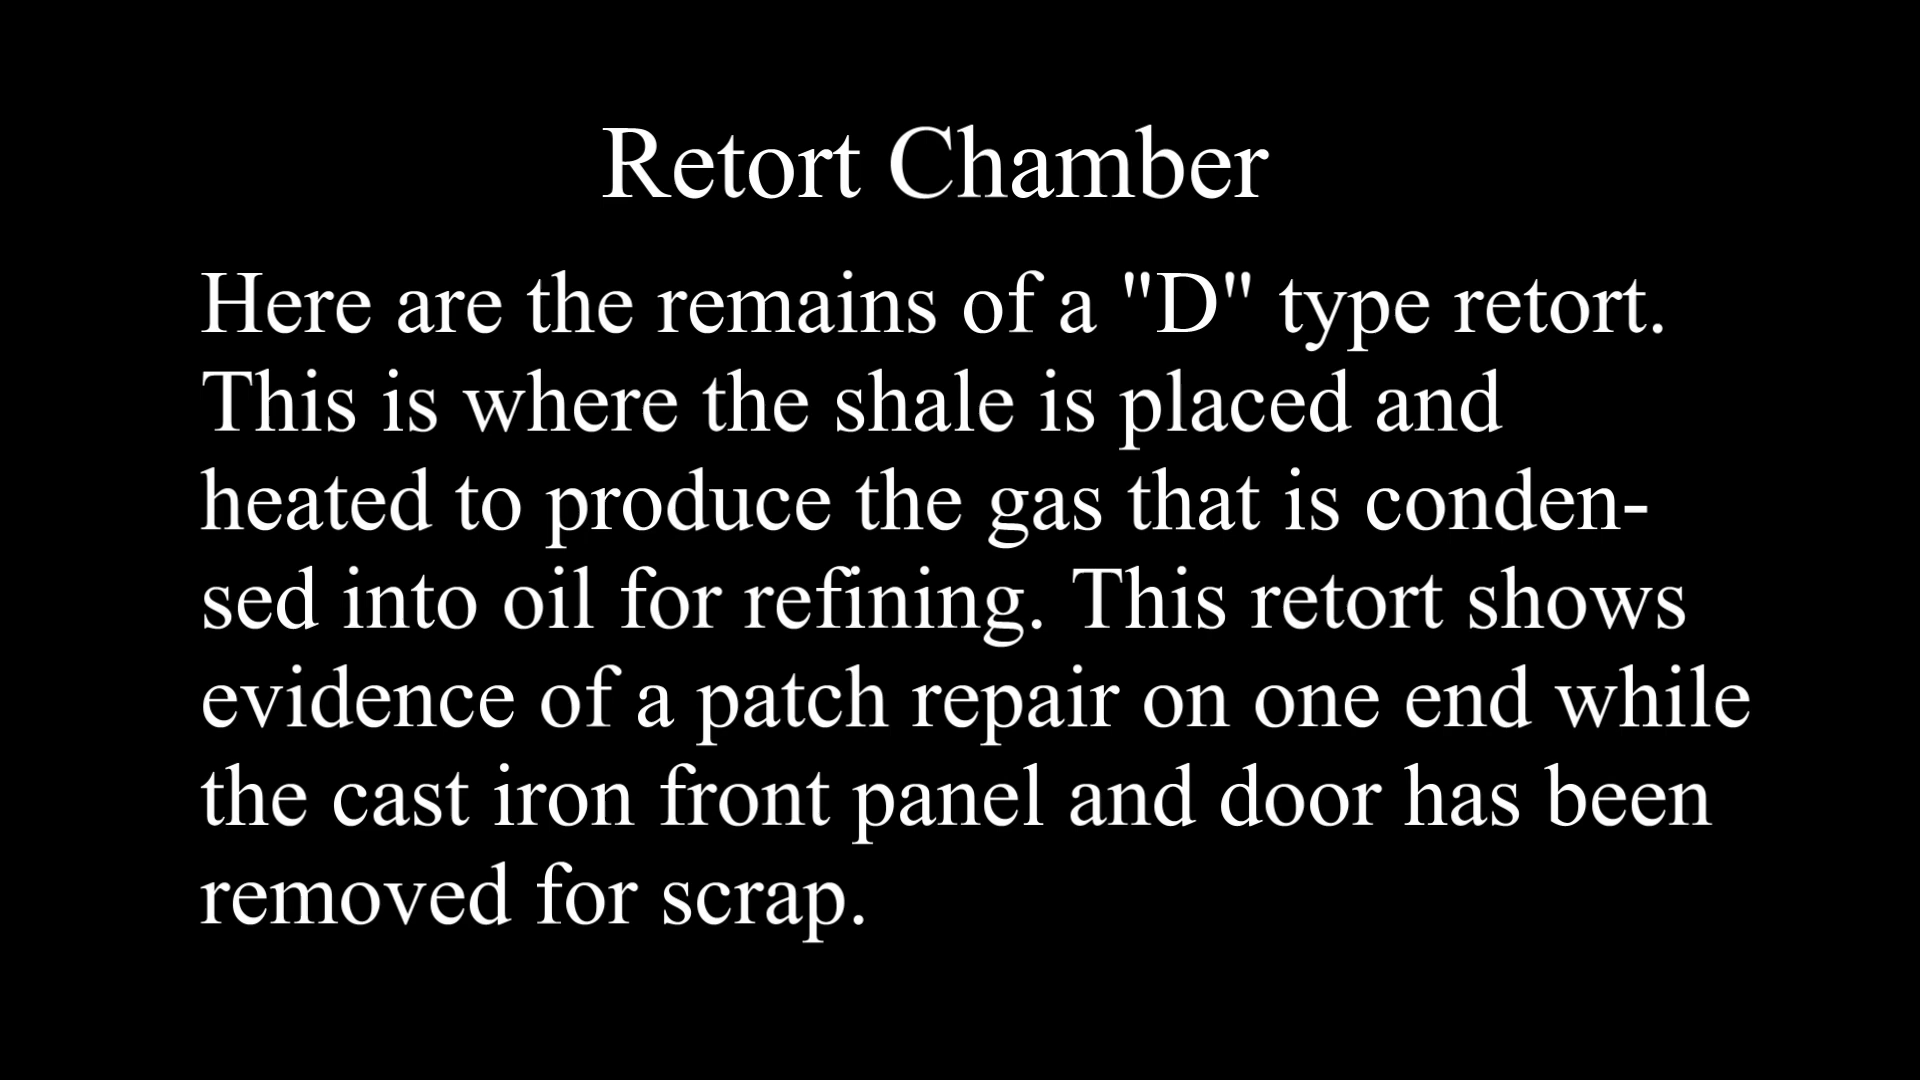 Retort Chamber
Here are the remains of a "D" type retort.
This is where the shale is placed and
heated to produce the gas that is conden-
sed into oil for refining. This retort shows
evidence of a patch repair on one end while
the cast iron front panel and door has been
removed for scrap.